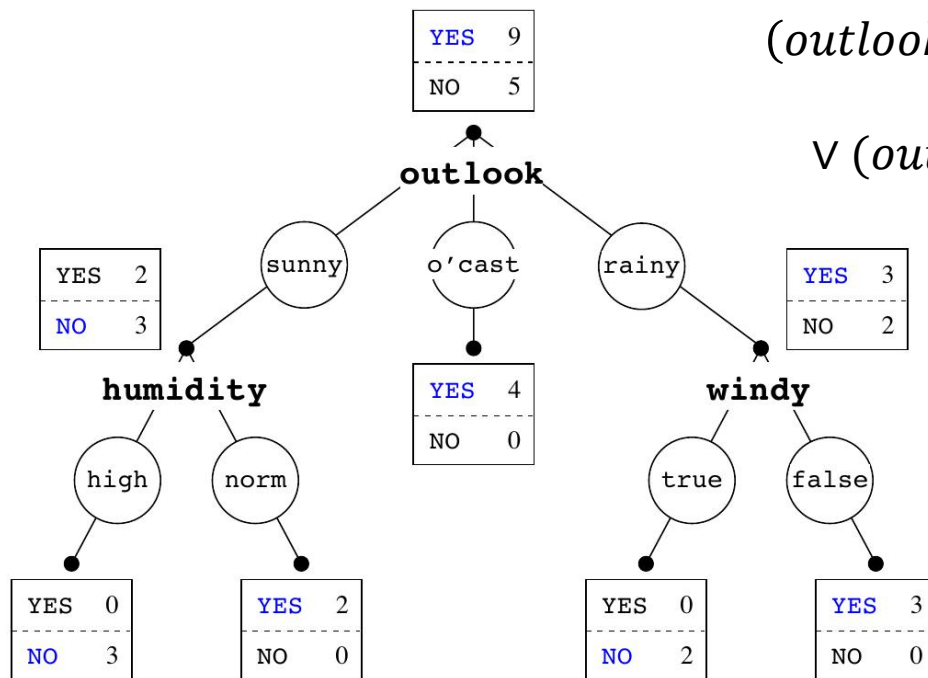 YES 9
NO 5
(outlook
∨ (out
outlook
sunny
o'cast
rainy
YES 2
NO 3
YES 3
NO 2
humidity
YES 4
NO 0
windy
high
norm
true
false
YES 0
NO 3
YES 2
NO 0
YES 0
NO 2
YES 3
NO 0